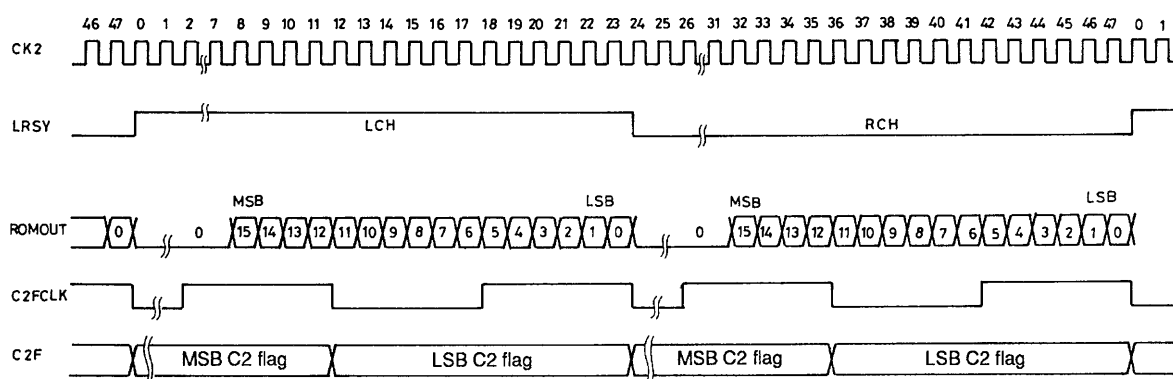 46 47 0 1 2 7 8 9 10 11 12 13 14 15 16 17 18 19 20 21 22 23 24 25 26 31 32 33 34 35 36 37 38 39 40 41 42 43 44 45 46 47 0 1
CK2
LRSY LCH RCH
MSB LSB MSB LSB
ROMOUT 0 0 15 14 13 12 11 10 9 8 7 6 5 4 3 2 1 0 0 15 14 13 12 11 10 9 8 7 6 5 4 3 2 1 0
C2FCLK
C2F MSB C2 flag LSB C2 flag MSB C2 flag LSB C2 flag